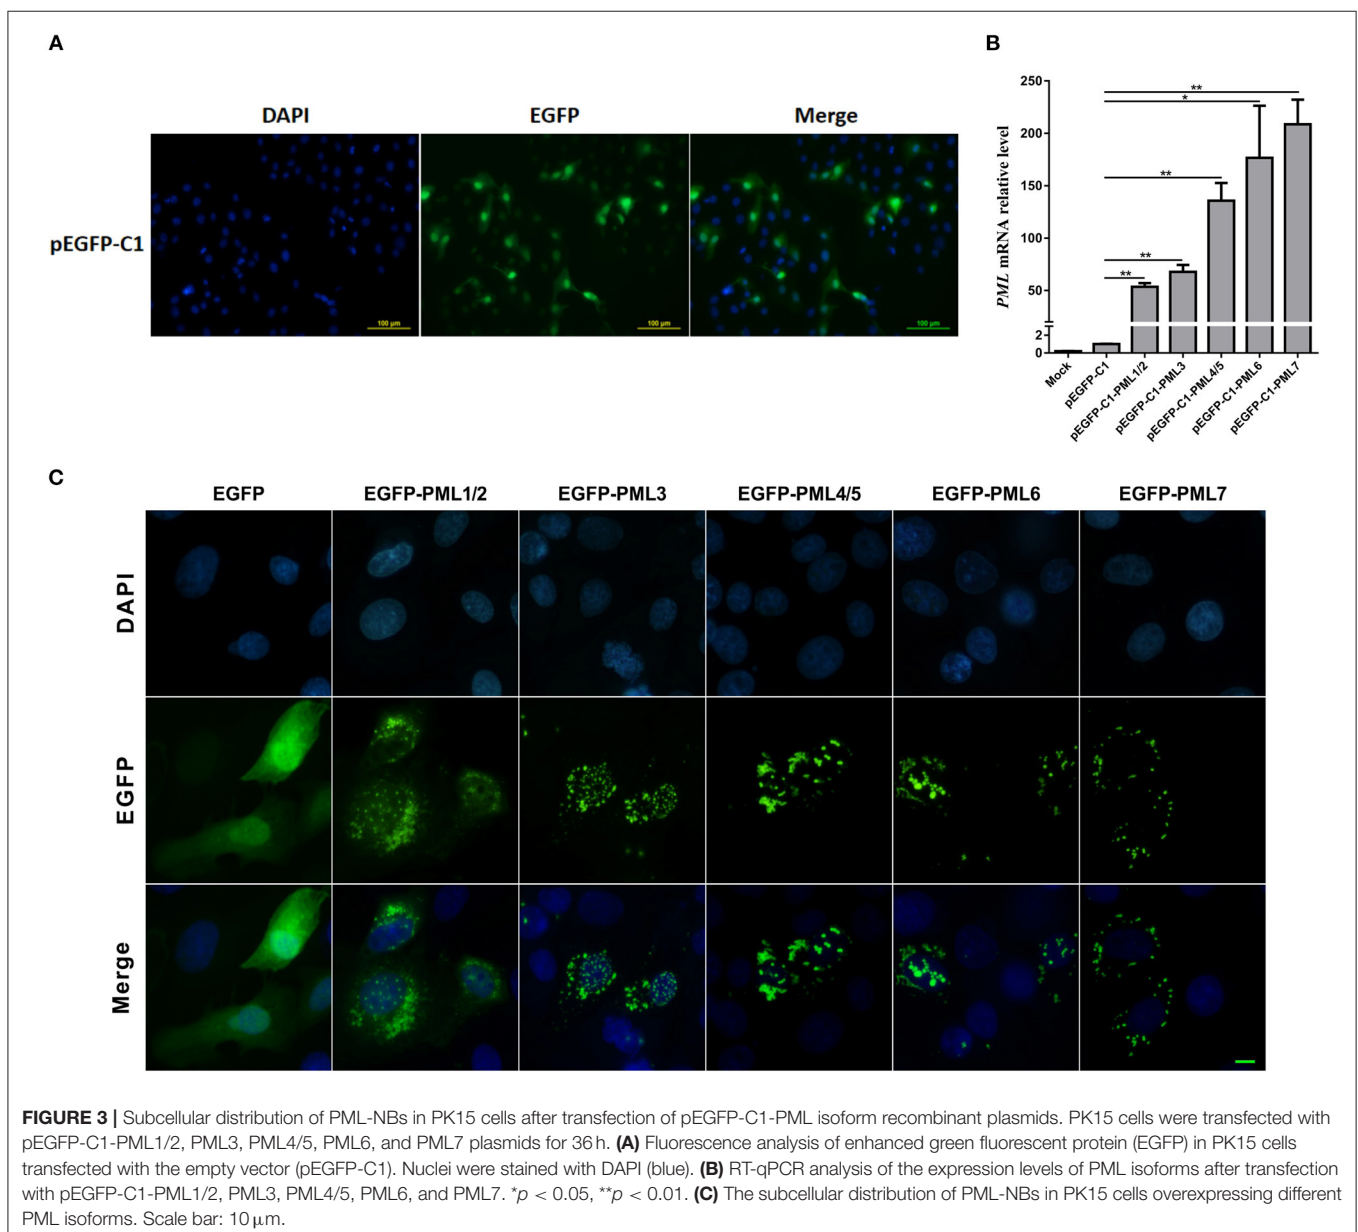 A
DAPI EGFP Merge
pEGFP-C1
100 µm 100 µm 100 µm
B
PML mRNA relative level
250
200
150
100
50
2
0
**
*
**
**
**
Mock
pEGFP-C1
pEGFP-C1-PML1/2
pEGFP-C1-PML3
pEGFP-C1-PML4/5
pEGFP-C1-PML6
pEGFP-C1-PML7
C
EGFP EGFP-PML1/2 EGFP-PML3 EGFP-PML4/5 EGFP-PML6 EGFP-PML7
DAPI
EGFP
Merge
FIGURE 3 | Subcellular distribution of PML-NBs in PK15 cells after transfection of pEGFP-C1-PML isoform recombinant plasmids. PK15 cells were transfected with
pEGFP-C1-PML1/2, PML3, PML4/5, PML6, and PML7 plasmids for 36 h. (A) Fluorescence analysis of enhanced green fluorescent protein (EGFP) in PK15 cells
transfected with the empty vector (pEGFP-C1). Nuclei were stained with DAPI (blue). (B) RT-qPCR analysis of the expression levels of PML isoforms after transfection
with pEGFP-C1-PML1/2, PML3, PML4/5, PML6, and PML7. *p < 0.05, **p < 0.01. (C) The subcellular distribution of PML-NBs in PK15 cells overexpressing different
PML isoforms. Scale bar: 10 µm.